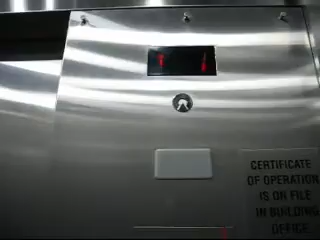 CERTIFICATE
OF OPERATION
IS ON FILE
IN BUILDING
OFFICE